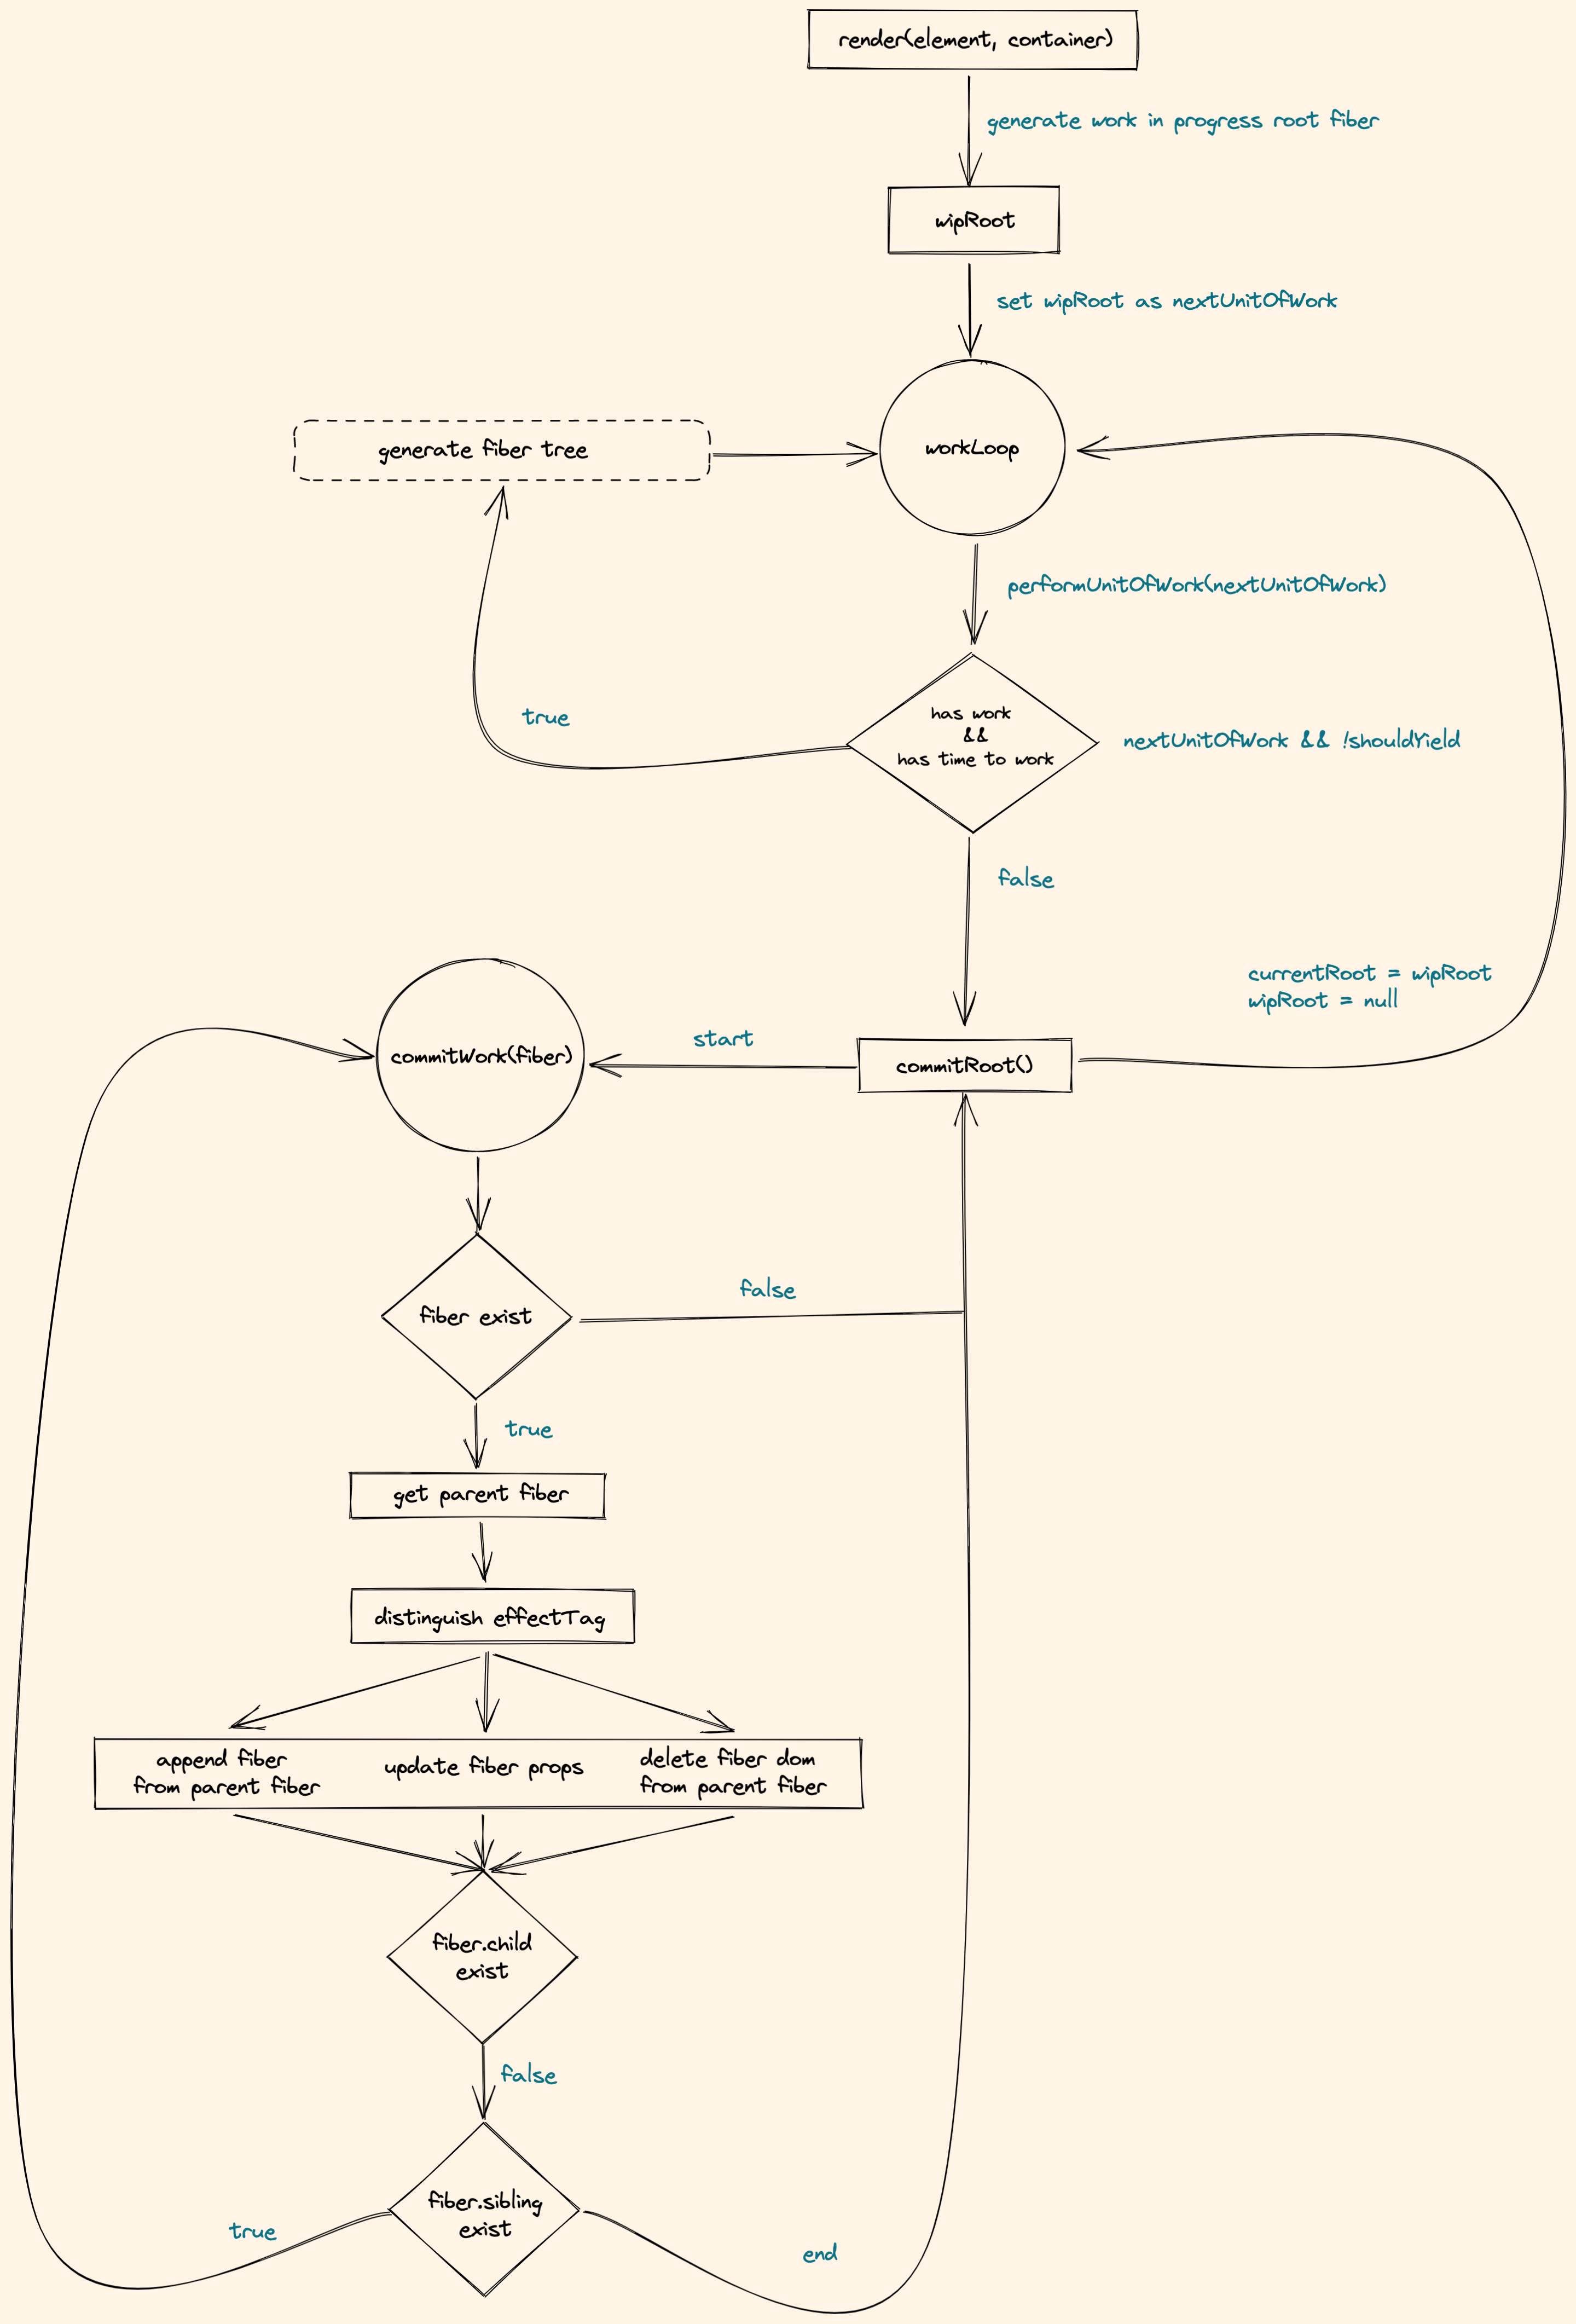 render(element, container)
generate work in progress root fiber
wipRoot
set wipRoot as nextUnitOfWork
generate fiber tree
workLoop
performUnitOfWork(nextUnitOfWork)
true
has work
&&
has time to work
nextUnitOfWork && !shouldYield
false
currentRoot = wipRoot
wipRoot = null
commitWork(fiber)
start
commitRoot()
fiber exist
false
true
get parent fiber
distinguish effectTag
append fiber
from parent fiber
update fiber props
delete fiber dom
from parent fiber
fiber.child
exist
false
fiber.sibling
exist
true
end